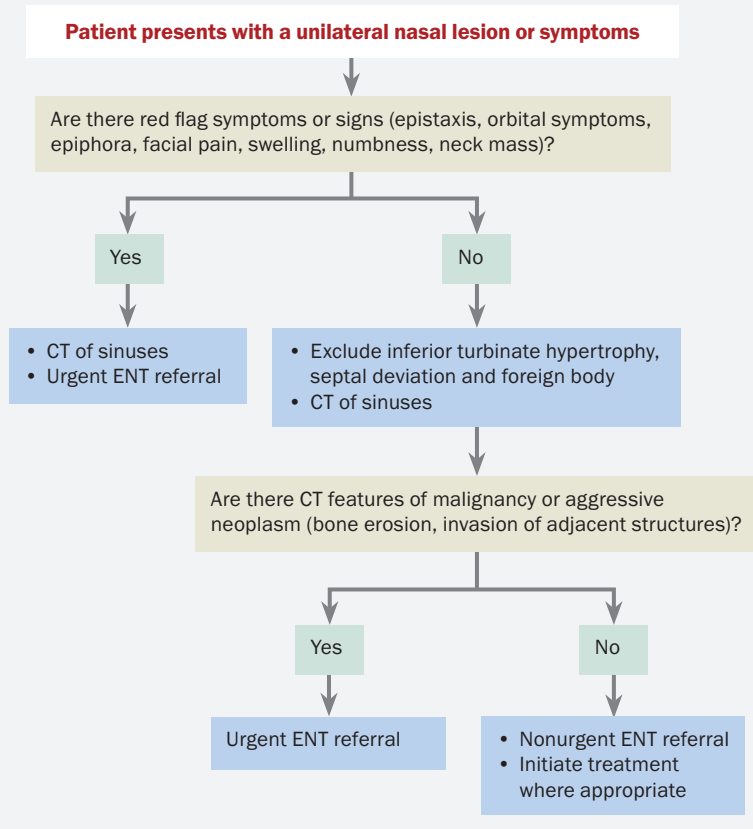 Patient presents with a unilateral nasal lesion or symptoms
Are there red flag symptoms or signs (epistaxis, orbital symptoms,
epiphora, facial pain, swelling, numbness, neck mass)?
Yes
No
• CT of sinuses
• Urgent ENT referral
• Exclude inferior turbinate hypertrophy,
septal deviation and foreign body
• CT of sinuses
Are there CT features of malignancy or aggressive
neoplasm (bone erosion, invasion of adjacent structures)?
Yes
No
Urgent ENT referral
• Nonurgent ENT referral
• Initiate treatment
where appropriate